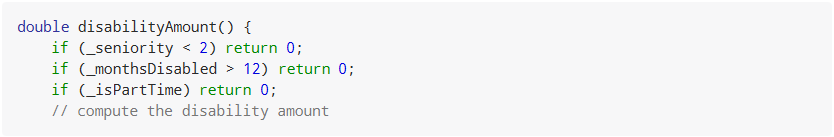 double disabilityAmount() {
    if (_seniority < 2) return 0;
    if (_monthsDisabled > 12) return 0;
    if (_isPartTime) return 0;
    // compute the disability amount